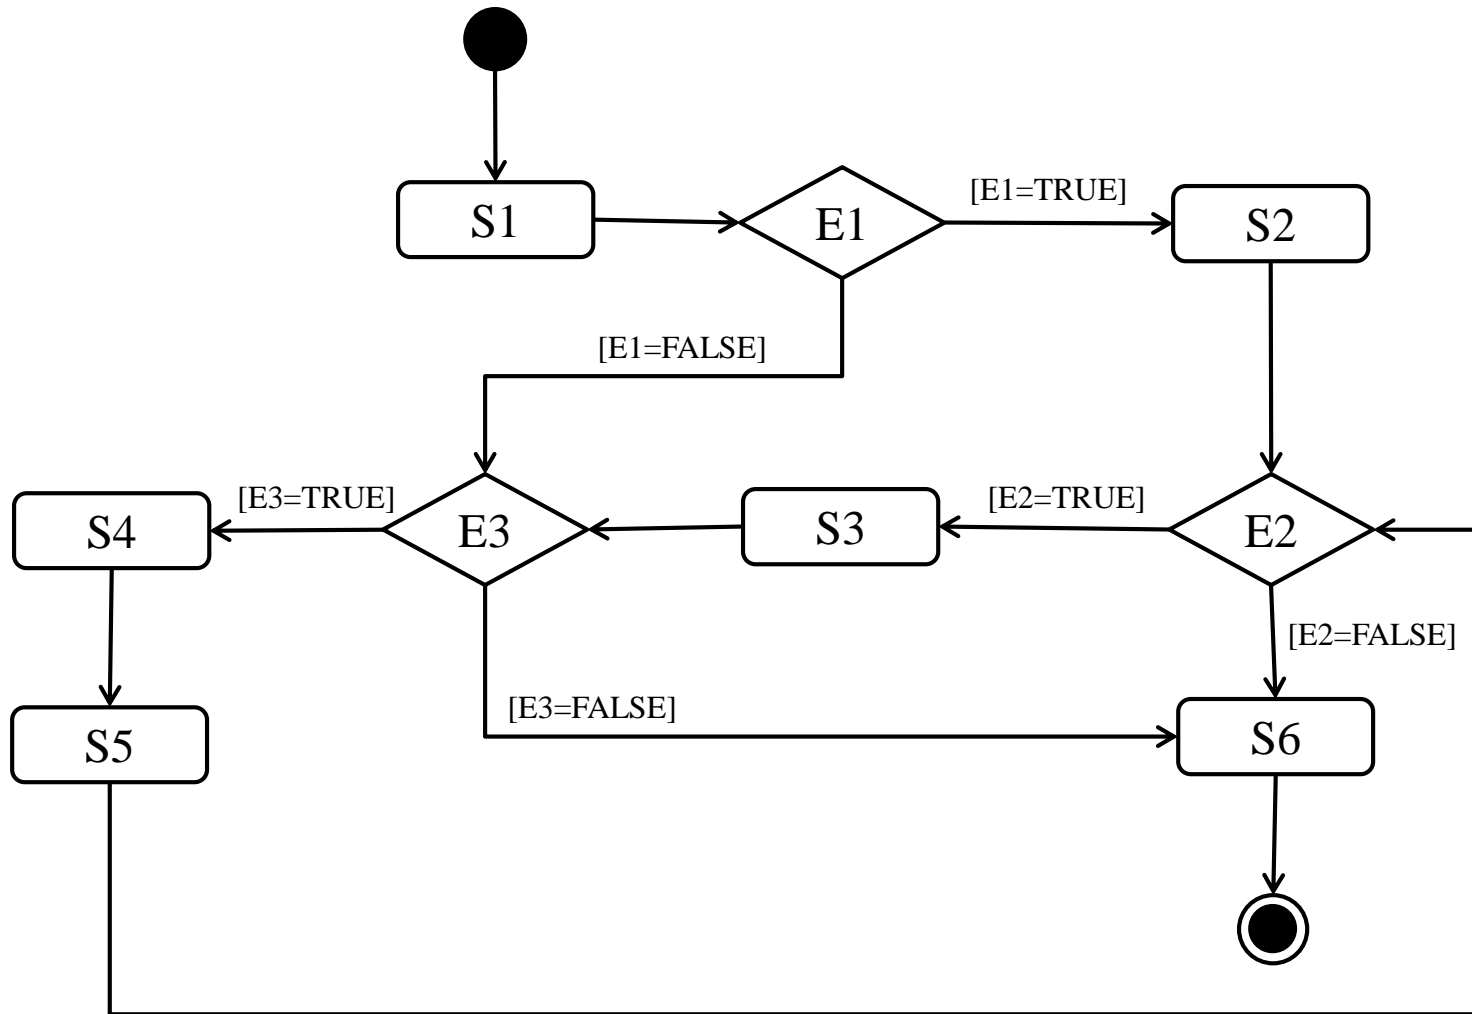 [E1=TRUE]
S1
E1
S2
[E1=FALSE]
[E3=TRUE]
[E2=TRUE]
S4
E3
S3
E2
[E2=FALSE]
[E3=FALSE]
S5
S6